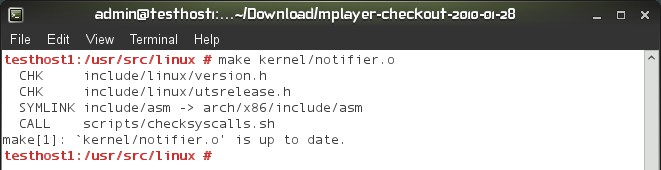 admin@testhost1:...~/Download/mplayer-checkout-2010-01-28
File Edit View Terminal Help
testhost1:/usr/src/linux # make kernel/notifier.o
CHK include/linux/version.h
CHK include/linux/utsrelease.h
SYMLINK include/asm -> arch/x86/include/asm
CALL scripts/checksyscalls.sh
make[1]: `kernel/notifier.o' is up to date.
testhost1:/usr/src/linux #